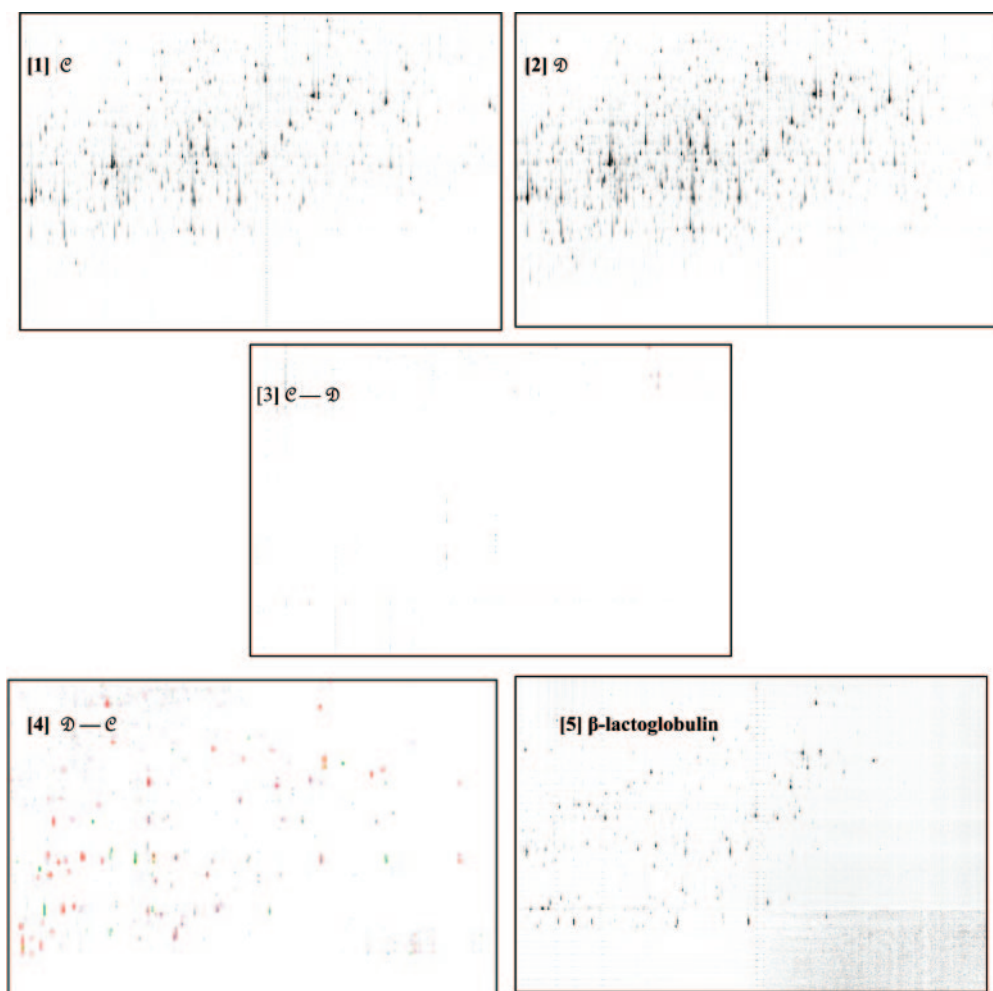 [1] 𝒞
[2] 𝒟
[3] 𝒞 — 𝒟
[4] 𝒟 — 𝒞
[5] β-lactoglobulin